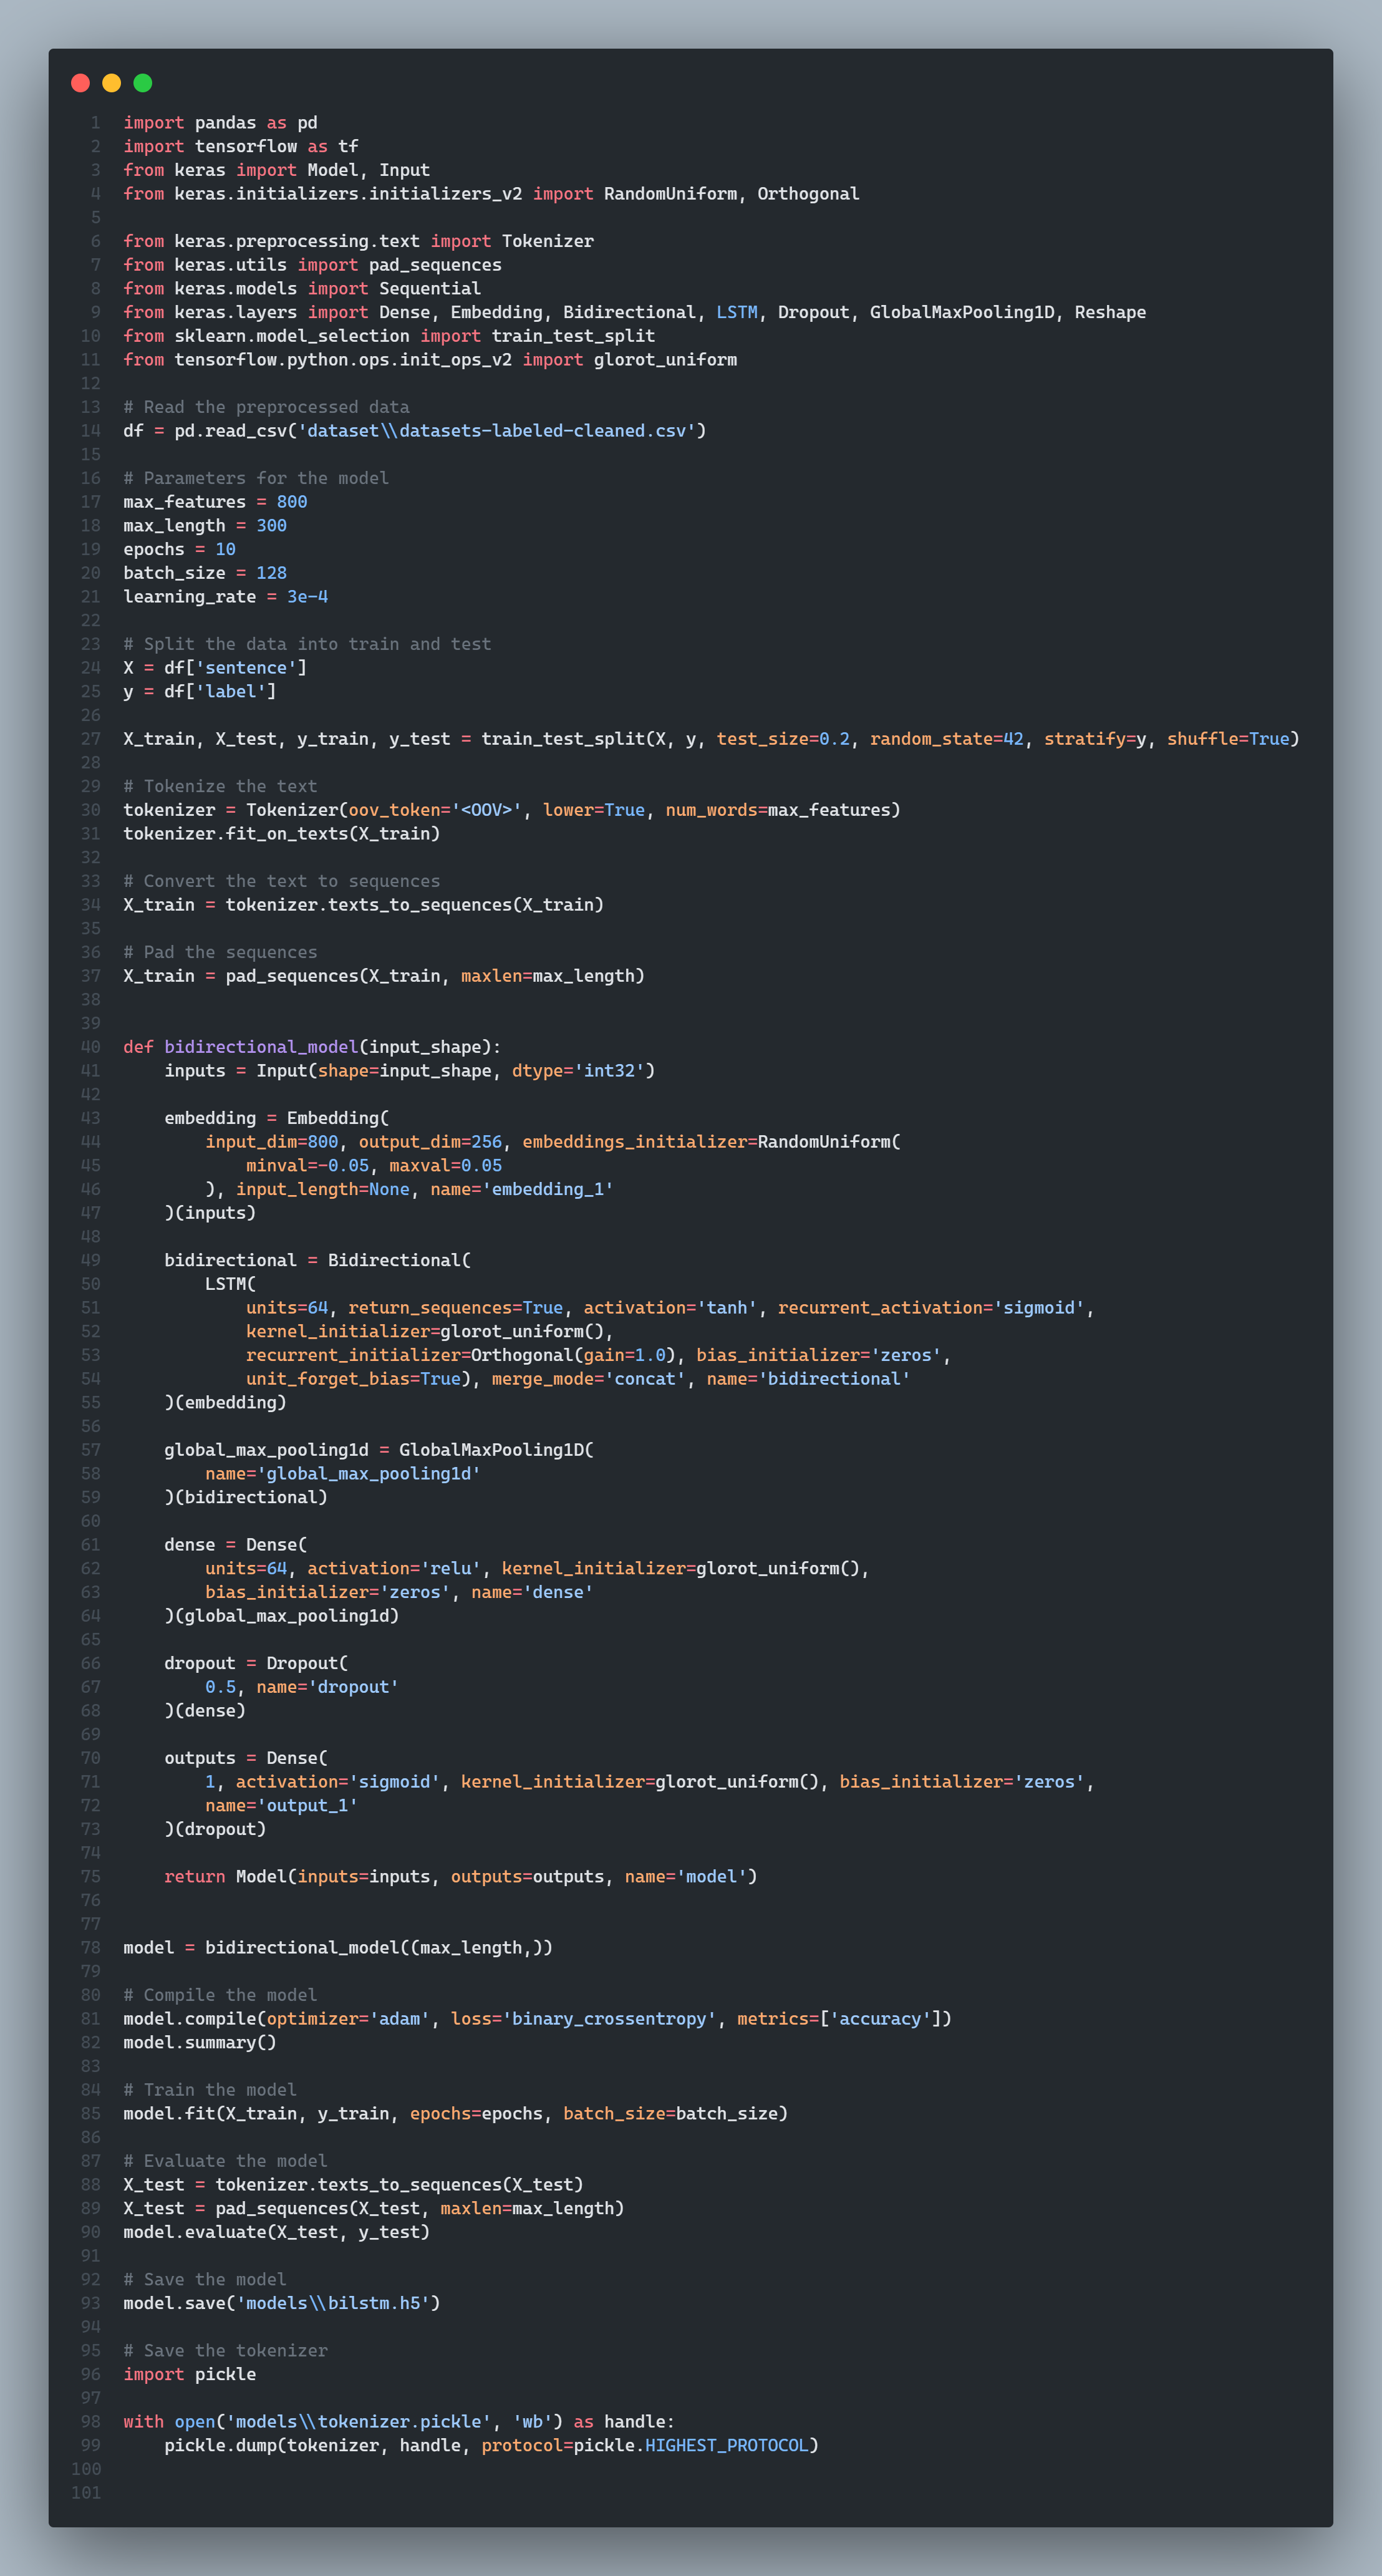 1 import pandas as pd
2 import tensorflow as tf
3 from keras import Model, Input
4 from keras.initializers.initializers_v2 import RandomUniform, Orthogonal
5
6 from keras.preprocessing.text import Tokenizer
7 from keras.utils import pad_sequences
8 from keras.models import Sequential
9 from keras.layers import Dense, Embedding, Bidirectional, LSTM, Dropout, GlobalMaxPooling1D, Reshape
10 from sklearn.model_selection import train_test_split
11 from tensorflow.python.ops.init_ops_v2 import glorot_uniform
12
13 # Read the preprocessed data
14 df = pd.read_csv('dataset\\datasets-labeled-cleaned.csv')
15
16 # Parameters for the model
17 max_features = 800
18 max_length = 300
19 epochs = 10
20 batch_size = 128
21 learning_rate = 3e-4
22
23 # Split the data into train and test
24 X = df['sentence']
25 y = df['label']
26
27 X_train, X_test, y_train, y_test = train_test_split(X, y, test_size=0.2, random_state=42, stratify=y, shuffle=True)
28
29 # Tokenize the text
30 tokenizer = Tokenizer(oov_token='<OOV>', lower=True, num_words=max_features)
31 tokenizer.fit_on_texts(X_train)
32
33 # Convert the text to sequences
34 X_train = tokenizer.texts_to_sequences(X_train)
35
36 # Pad the sequences
37 X_train = pad_sequences(X_train, maxlen=max_length)
38
39
40 def bidirectional_model(input_shape):
41     inputs = Input(shape=input_shape, dtype='int32')
42
43     embedding = Embedding(
44         input_dim=800, output_dim=256, embeddings_initializer=RandomUniform(
45             minval=-0.05, maxval=0.05
46         ), input_length=None, name='embedding_1'
47     )(inputs)
48
49     bidirectional = Bidirectional(
50         LSTM(
51             units=64, return_sequences=True, activation='tanh', recurrent_activation='sigmoid',
52             kernel_initializer=glorot_uniform(),
53             recurrent_initializer=Orthogonal(gain=1.0), bias_initializer='zeros',
54             unit_forget_bias=True), merge_mode='concat', name='bidirectional'
55     )(embedding)
56
57     global_max_pooling1d = GlobalMaxPooling1D(
58         name='global_max_pooling1d'
59     )(bidirectional)
60
61     dense = Dense(
62         units=64, activation='relu', kernel_initializer=glorot_uniform(),
63         bias_initializer='zeros', name='dense'
64     )(global_max_pooling1d)
65
66     dropout = Dropout(
67         0.5, name='dropout'
68     )(dense)
69
70     outputs = Dense(
71         1, activation='sigmoid', kernel_initializer=glorot_uniform(), bias_initializer='zeros',
72         name='output_1'
73     )(dropout)
74
75     return Model(inputs=inputs, outputs=outputs, name='model')
76
77
78 model = bidirectional_model((max_length,))
79
80 # Compile the model
81 model.compile(optimizer='adam', loss='binary_crossentropy', metrics=['accuracy'])
82 model.summary()
83
84 # Train the model
85 model.fit(X_train, y_train, epochs=epochs, batch_size=batch_size)
86
87 # Evaluate the model
88 X_test = tokenizer.texts_to_sequences(X_test)
89 X_test = pad_sequences(X_test, maxlen=max_length)
90 model.evaluate(X_test, y_test)
91
92 # Save the model
93 model.save('models\\bilstm.h5')
94
95 # Save the tokenizer
96 import pickle
97
98 with open('models\\tokenizer.pickle', 'wb') as handle:
99     pickle.dump(tokenizer, handle, protocol=pickle.HIGHEST_PROTOCOL)
100
101